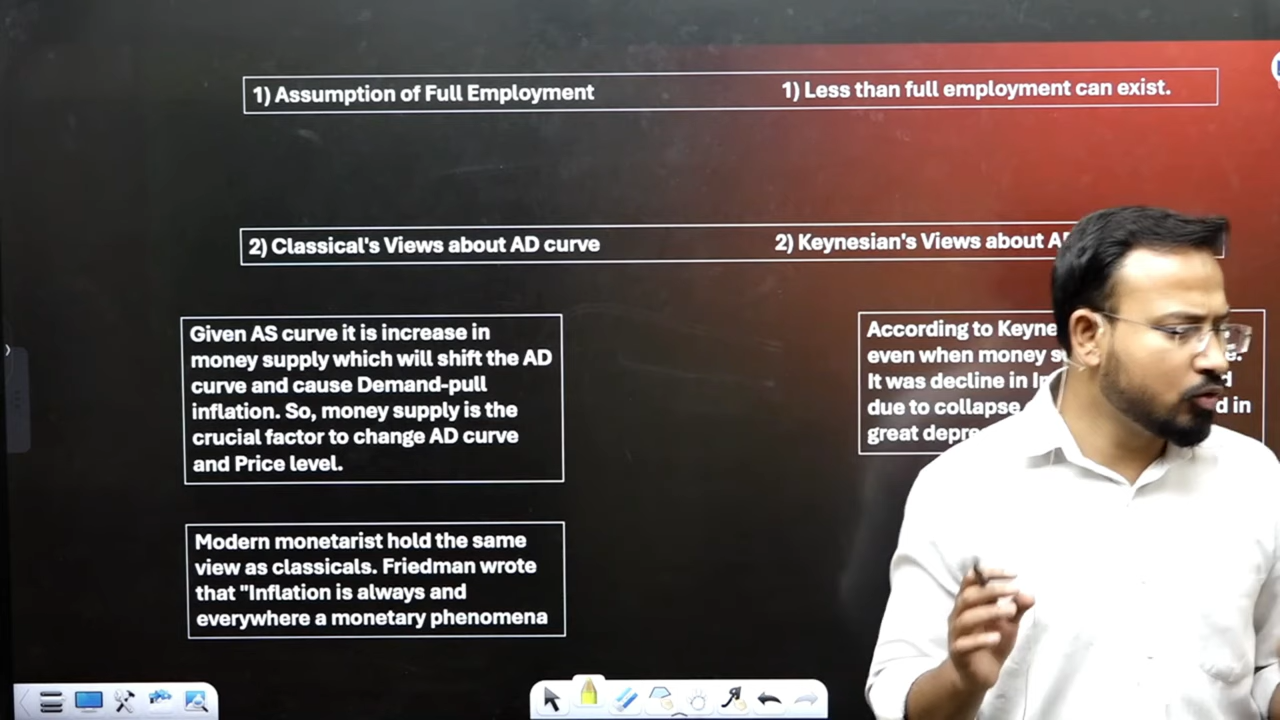 1) Assumption of Full Employment
1) Less than full employment can exist.
2) Classical's Views about AD curve
2) Keynesian's Views about
Given AS curve it is increase in
money supply which will shift the AD
curve and cause Demand-pull
inflation. So, money supply is the
crucial factor to change AD curve
and Price level.
According to
even when money
It was decline in
due to collapse in
great
Modern monetarist hold the same
view as classicals. Friedman wrote
that "Inflation is always and
everywhere a monetary phenomena